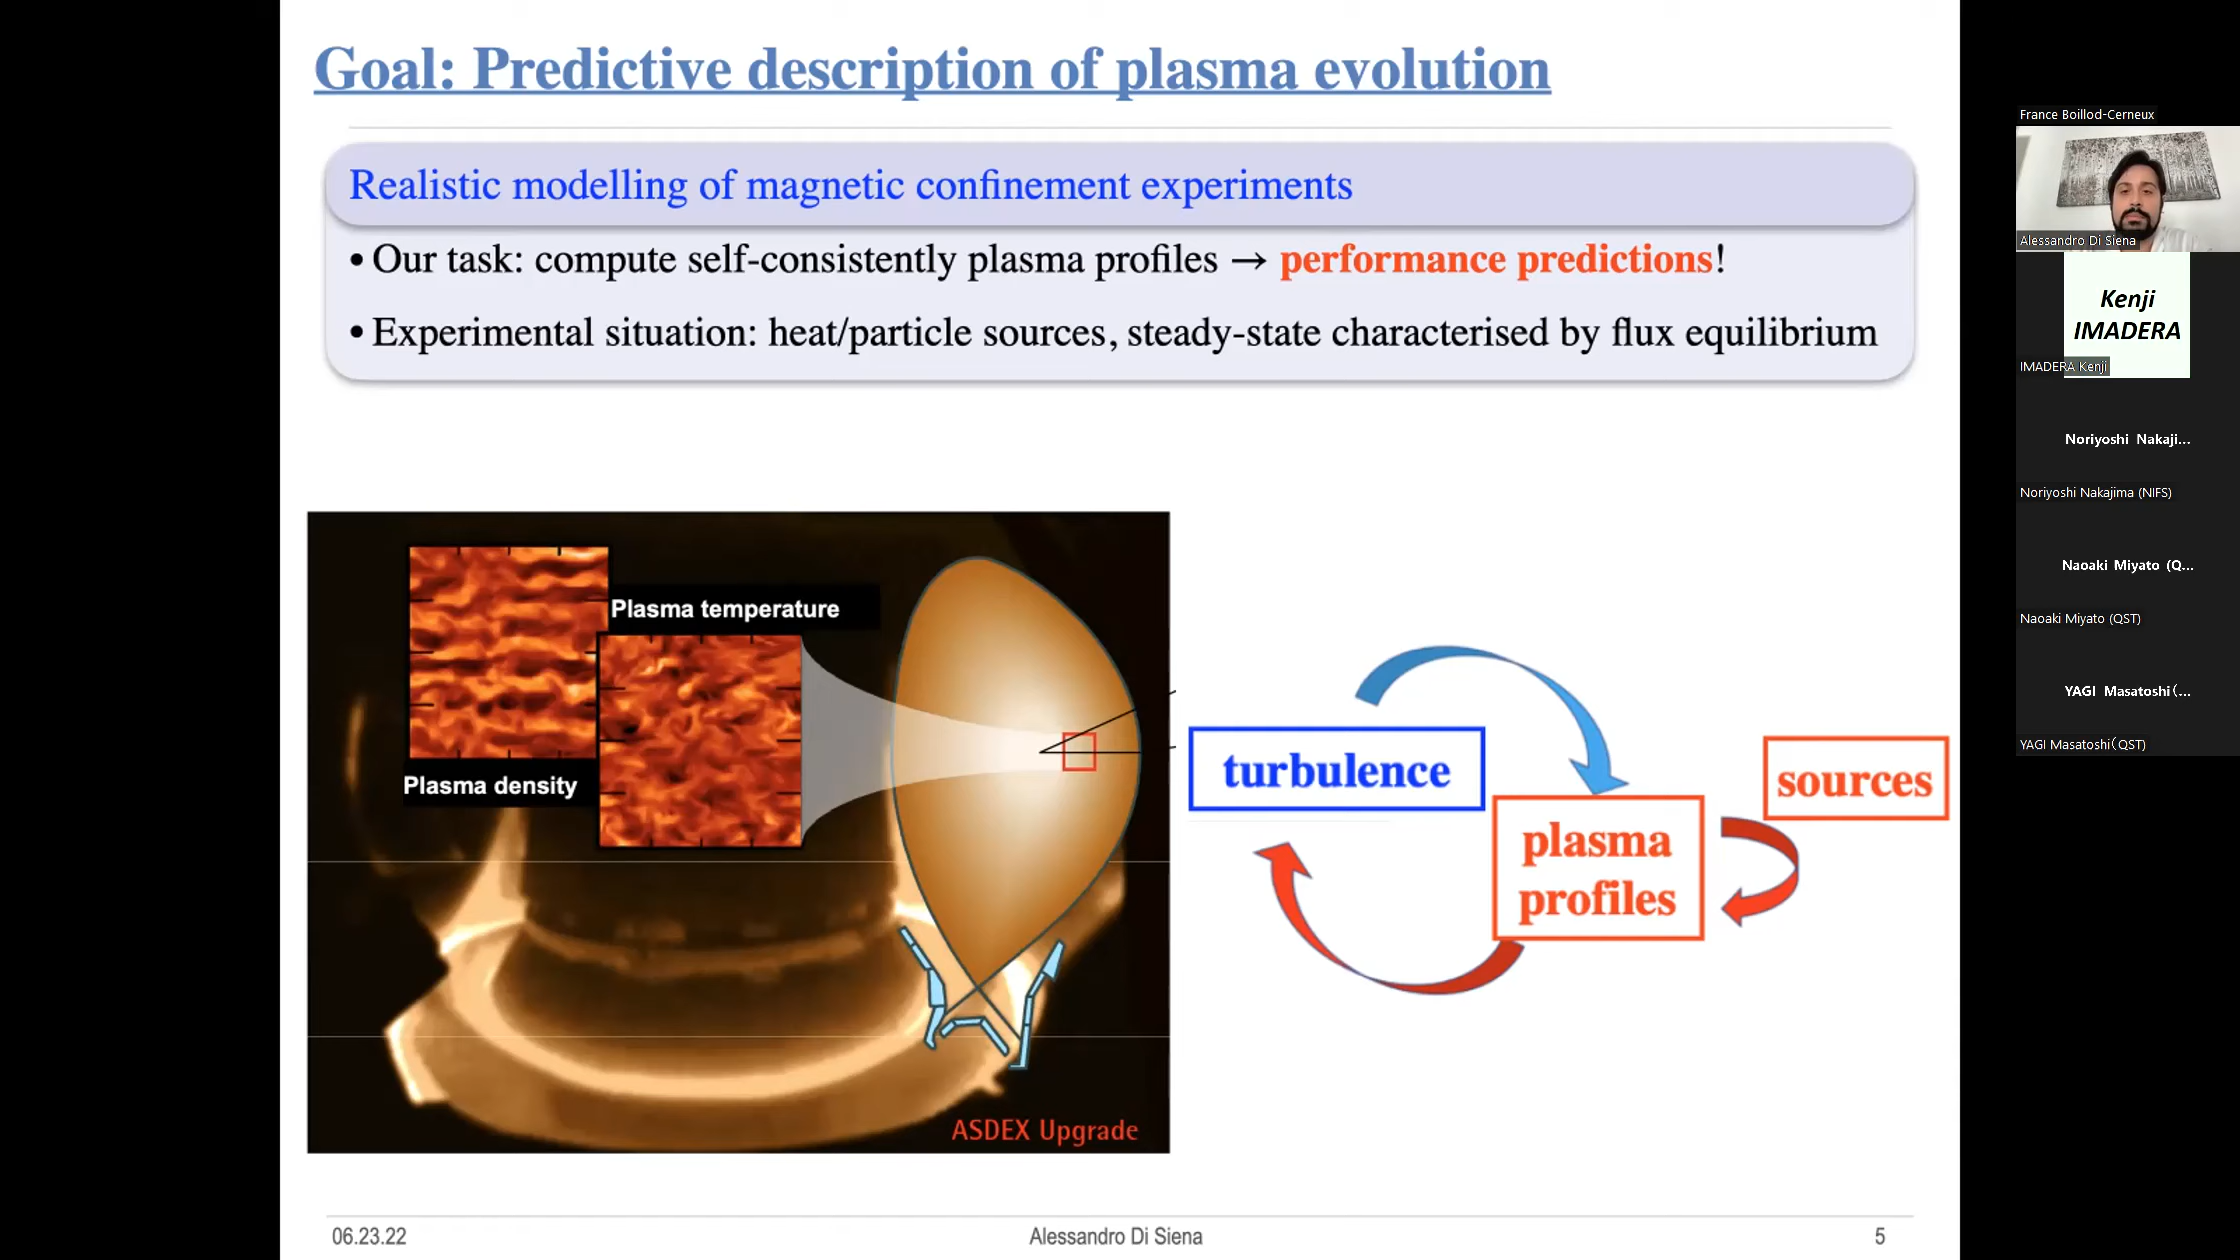 Goal: Predictive description of plasma evolution
Realistic modelling of magnetic confinement experiments
• Our task: compute self-consistently plasma profiles → performance predictions!
• Experimental situation: heat/particle sources, steady-state characterised by flux equilibrium
Plasma temperature
Plasma density
ASDEX Upgrade
turbulence
plasma
profiles
sources
06.23.22
Alessandro Di Siena
5
France Boillod-Cerneux
Alessandro Di Siena
Kenji
IMADERA
IMADERA Kenji
Noriyoshi Nakaji...
Noriyoshi Nakajima (NIFS)
Naoaki Miyato (Q...
Naoaki Miyato (QST)
YAGI Masatoshi(...
YAGI Masatoshi(QST)